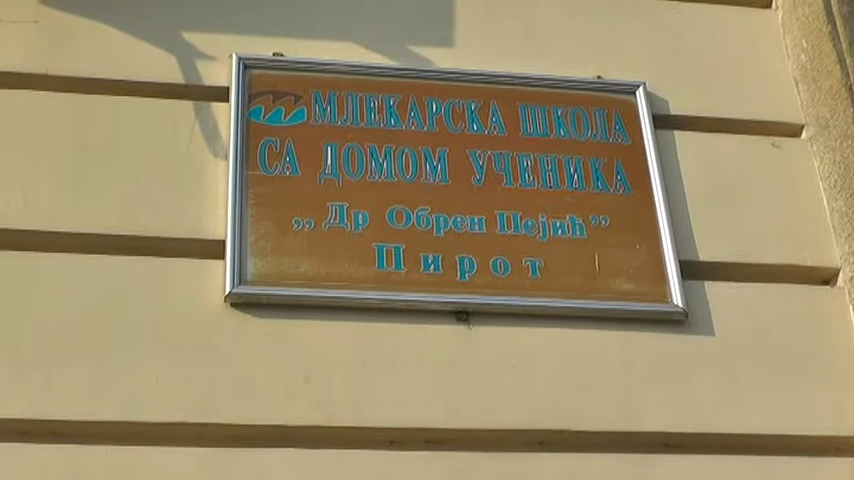 МЛЕКАРСКА ШКОЛА
СА ДОМОМ УЧЕНИКА
„Др Обрен Пејић”
Пирот